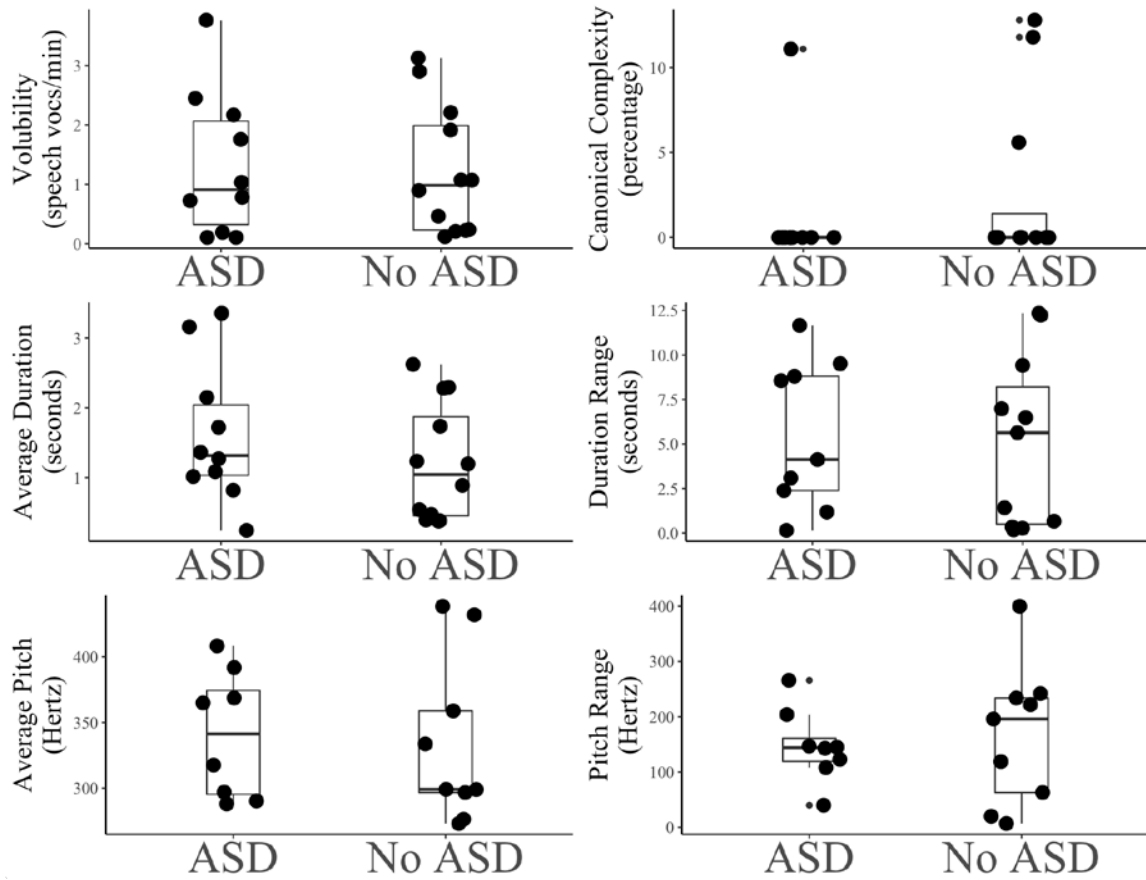 Volubility
(speech vocs/min)
3
2
1
0
ASD No ASD
Canonical Complexity
(percentage)
10
5
0
ASD No ASD
Average Duration
(seconds)
3
2
1
ASD No ASD
Duration Range
(seconds)
12.5
10.0
7.5
5.0
2.5
0.0
ASD No ASD
Average Pitch
(Hertz)
400
350
300
ASD No ASD
Pitch Range
(Hertz)
400
300
200
100
0
ASD No ASD